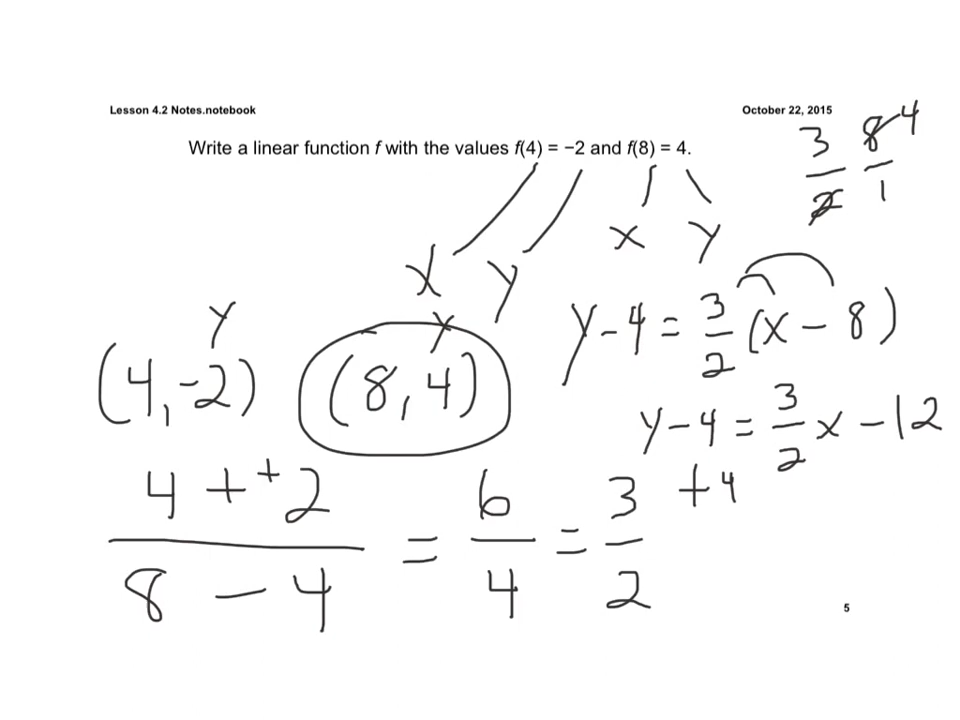 Lesson 4.2 Notes.notebook October 22, 2015
Write a linear function f with the values f(4) = −2 and f(8) = 4.
3/2 8/1 4
x y
x y
y y
(4,-2) (8,4)
y-4 = 3/2 (x - 8)
y-4 = 3/2 x -12
+4
4 + +2 / 8 - 4 = 6/4 = 3/2
5